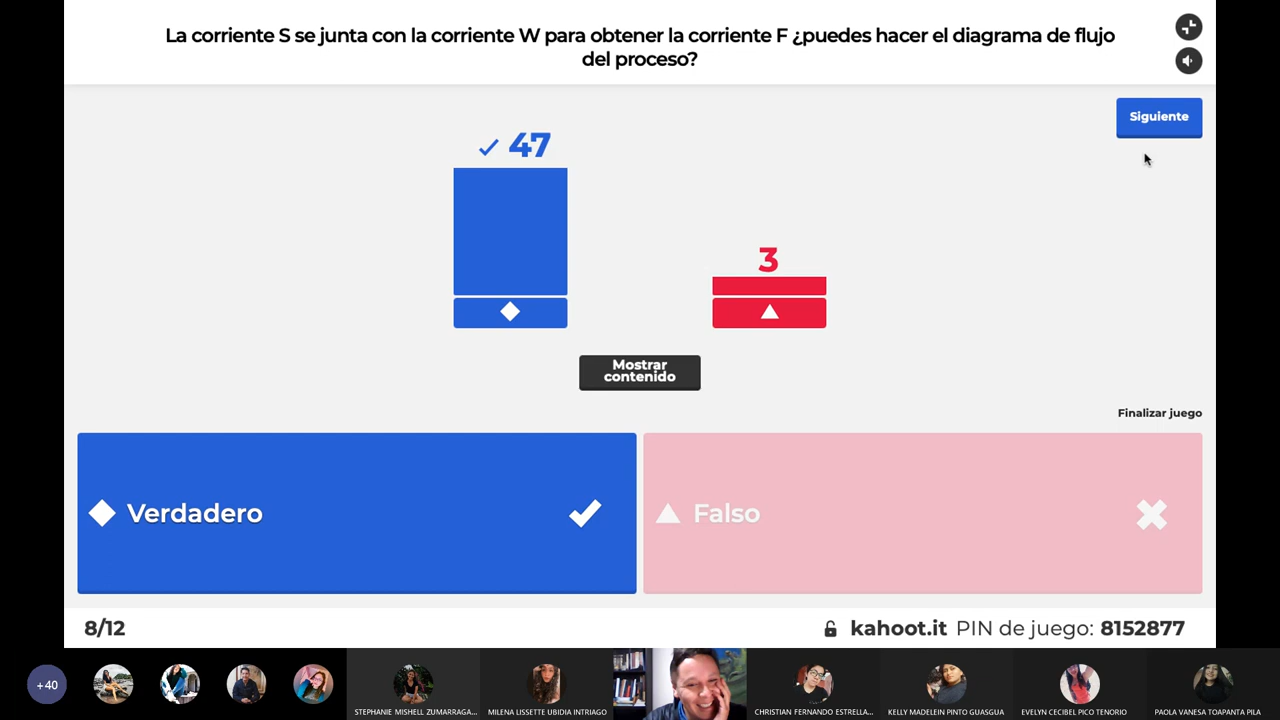 La corriente S se junta con la corriente W para obtener la corriente F ¿puedes hacer el diagrama de flujo
del proceso?
Siguiente
47
3
Mostrar
contenido
Finalizar juego
Verdadero
Falso
8/12
kahoot.it PIN de juego: 8152877
+40
STEPHANIE MISHELL ZUMARRAGA...
MILENA LISSETTE UBIDIA INTRIAGO
CHRISTIAN FERNANDO ESTRELLA...
KELLY MADELEIN PINTO GUASGUA
EVELYN CECIBEL PICO TENORIO
PAOLA VANESA TOAPANTA PILA